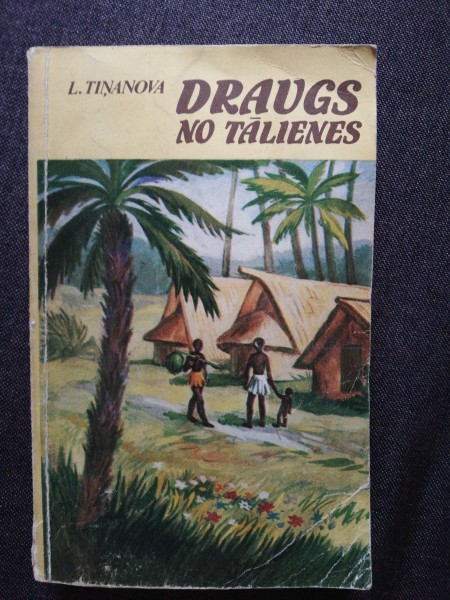 L. TIŅANOVA
DRAUGS
NO TĀLIENES